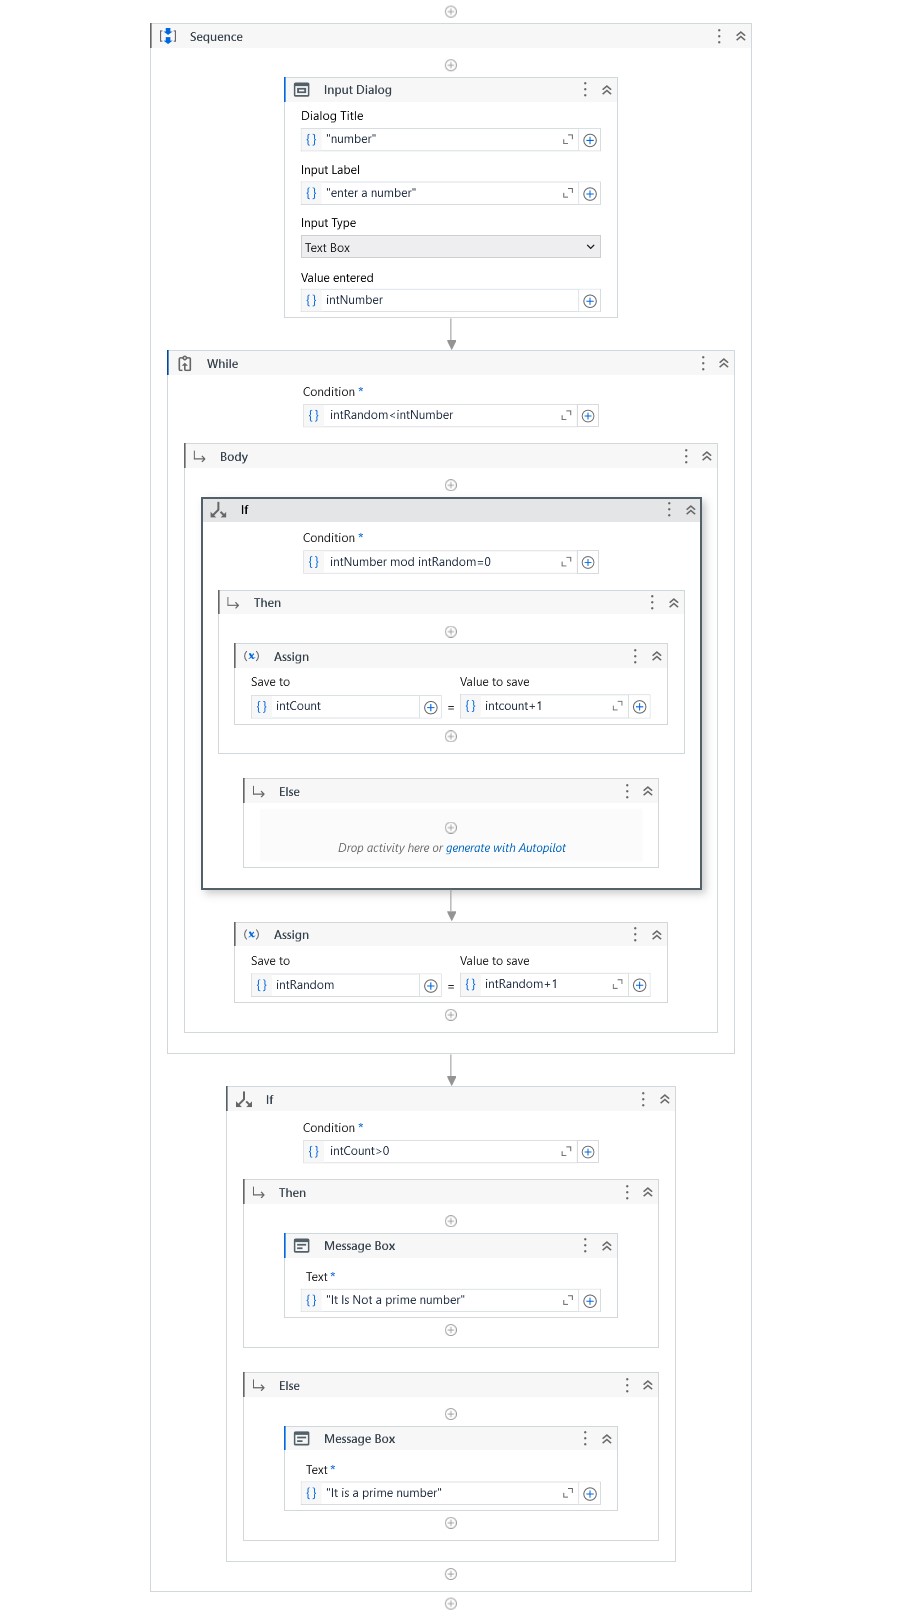 Sequence
Input Dialog
Dialog Title
{} "number"
Input Label
{} "enter a number"
Input Type
Text Box
Value entered
{} intNumber
While
Condition *
{} intRandom<intNumber
Body
If
Condition *
{} intNumber mod intRandom=0
Then
(x) Assign
Save to Value to save
{} intCount = {} intcount+1
Else
Drop activity here or generate with Autopilot
(x) Assign
Save to Value to save
{} intRandom = {} intRandom+1
If
Condition *
{} intCount>0
Then
Message Box
Text *
{} "It Is Not a prime number"
Else
Message Box
Text *
{} "It is a prime number"